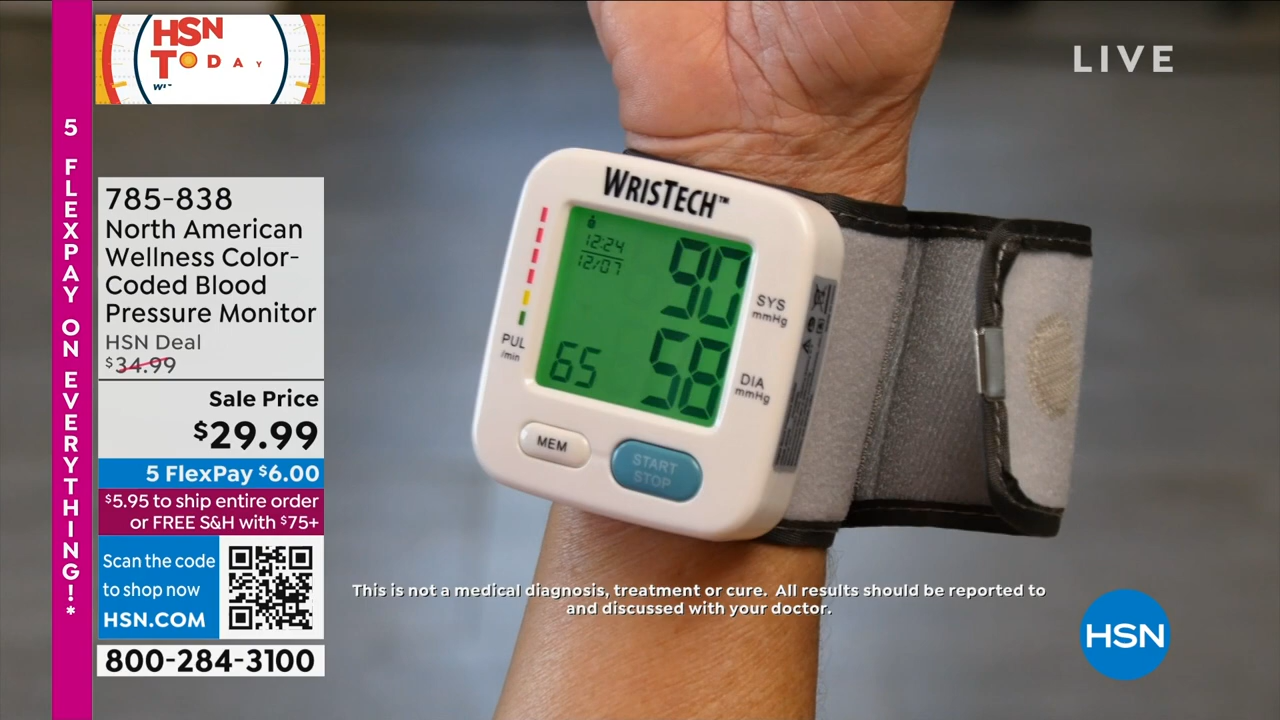 HSN
TODAY
LIVE
5 FLEXPAY ON EVERYTHING!*
785-838
North American
Wellness Color-
Coded Blood
Pressure Monitor
HSN Deal
$34.99
Sale Price
$29.99
5 FlexPay $6.00
$5.95 to ship entire order
or FREE S&H with $75+
Scan the code
to shop now
HSN.COM
800-284-3100
WRISTECH™
12:24
12/07
90
SYS
mmHg
PUL
/min
65
58
DIA
mmHg
MEM
START
STOP
This is not a medical diagnosis, treatment or cure. All results should be reported to
and discussed with your doctor.
HSN